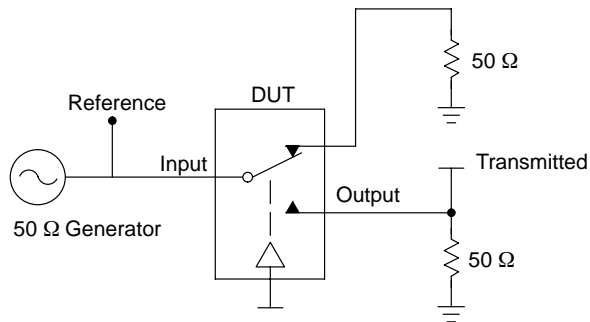 50 Ω
DUT
Reference
Input
Transmitted
Output
50 Ω Generator
50 Ω